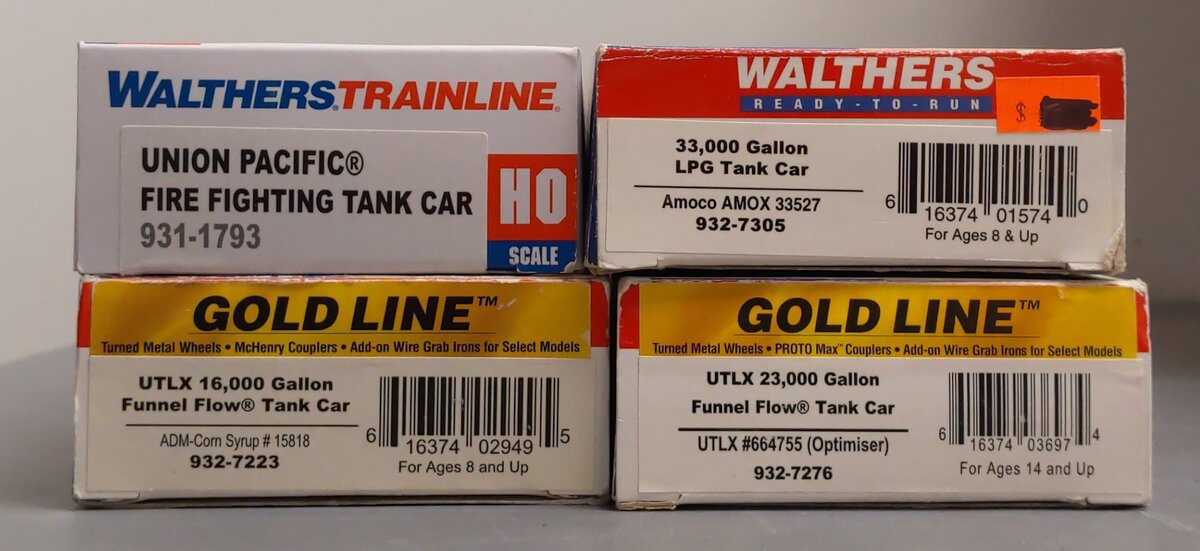 WALTHERS®TRAINLINE®
UNION PACIFIC®
FIRE FIGHTING TANK CAR
931-1793
HO
SCALE
WALTHERS
READY-TO-RUN
$
33,000 Gallon
LPG Tank Car
Amoco AMOX 33527
932-7305
6 16374 01574 0
For Ages 8 & Up
GOLD LINE™
Turned Metal Wheels • McHenry Couplers • Add-on Wire Grab Irons for Select Models
UTLX 16,000 Gallon
Funnel Flow® Tank Car
ADM-Corn Syrup # 15818
932-7223
6 16374 02949 5
For Ages 8 and Up
GOLD LINE™
Turned Metal Wheels • PROTO Max™ Couplers • Add-on Wire Grab Irons for Select Models
UTLX 23,000 Gallon
Funnel Flow® Tank Car
UTLX #664755 (Optimiser)
932-7276
6 16374 03697 4
For Ages 14 and Up